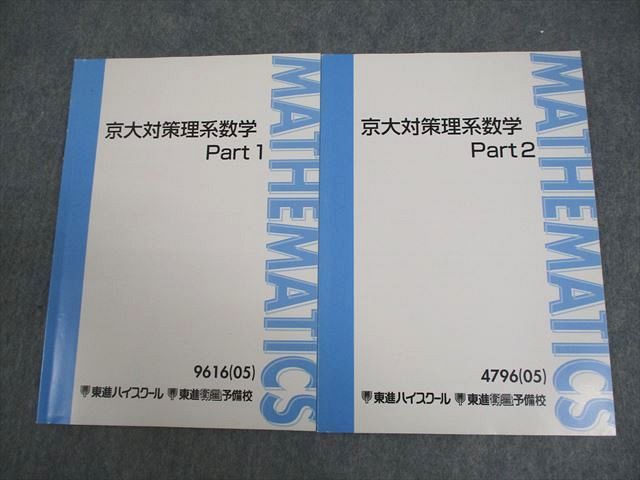 京大対策理系数学
Part 1
MATHEMATICS
9616(05)
東進ハイスクール 東進衛星予備校
京大対策理系数学
Part 2
MATHEMATICS
4796(05)
東進ハイスクール 東進衛星予備校